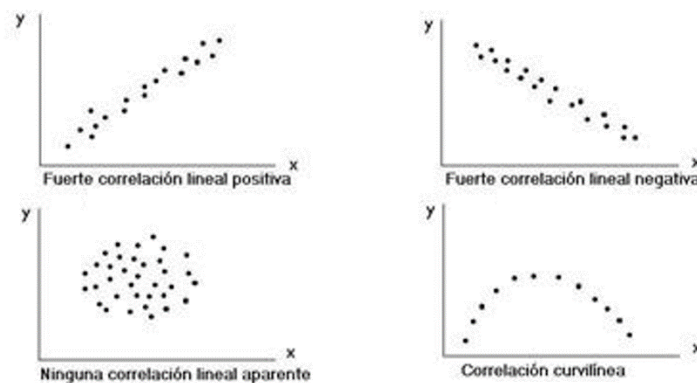 y
x
Fuerte correlación lineal positiva
y
x
Fuerte correlación lineal negativa
y
x
Ninguna correlación lineal aparente
y
x
Correlación curvilínea